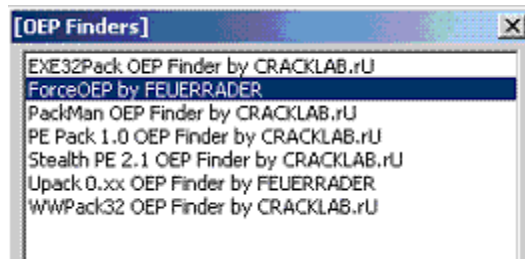 [OEP Finders]
EXE32Pack OEP Finder by CRACKLAB.rU
ForceOEP by FEUERRADER
PackMan OEP Finder by CRACKLAB.rU
PE Pack 1.0 OEP Finder by CRACKLAB.rU
Stealth PE 2.1 OEP Finder by CRACKLAB.rU
Upack 0.xx OEP Finder by FEUERRADER
WWPack32 OEP Finder by CRACKLAB.rU